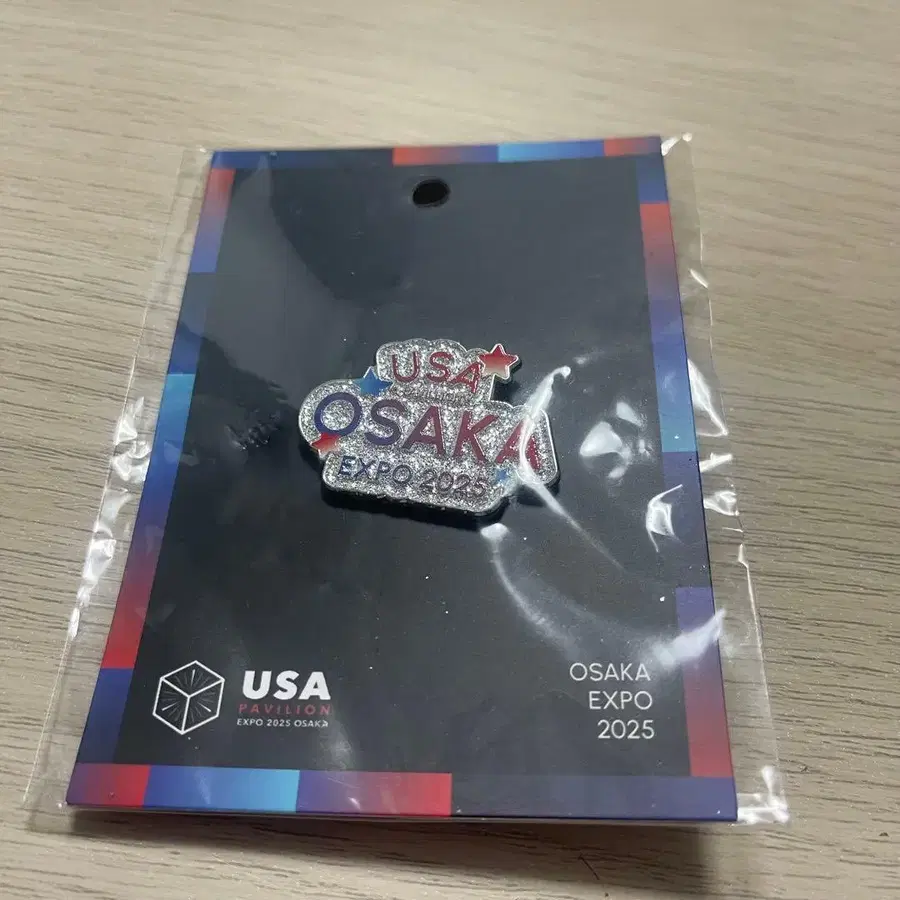 USA
OSAKA
EXPO 2025
USA
PAVILION
EXPO 2025 OSAKA
OSAKA
EXPO
2025